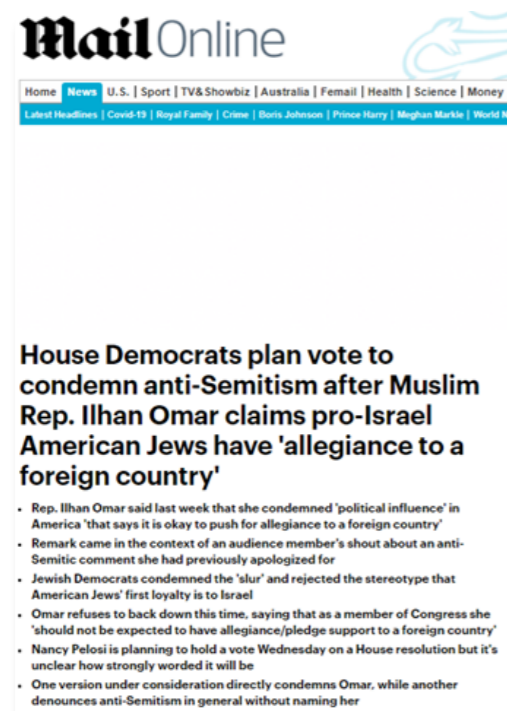 Mail Online
Home News U.S. | Sport | TV&Showbiz | Australia | Femail | Health | Science | Money
Latest Headlines | Covid-19 | Royal Family | Crime | Boris Johnson | Prince Harry | Meghan Markle | World N
House Democrats plan vote to
condemn anti-Semitism after Muslim
Rep. Ilhan Omar claims pro-Israel
American Jews have 'allegiance to a
foreign country'
• Rep. Ilhan Omar said last week that she condemned 'political influence' in
America 'that says it is okay to push for allegiance to a foreign country'
• Remark came in the context of an audience member's shout about an anti-
Semitic comment she had previously apologized for
• Jewish Democrats condemned the 'slur' and rejected the stereotype that
American Jews' first loyalty is to Israel
• Omar refuses to back down this time, saying that as a member of Congress she
'should not be expected to have allegiance/pledge support to a foreign country'
• Nancy Pelosi is planning to hold a vote Wednesday on a House resolution but it's
unclear how strongly worded it will be
• One version under consideration directly condemns Omar, while another
denounces anti-Semitism in general without naming her